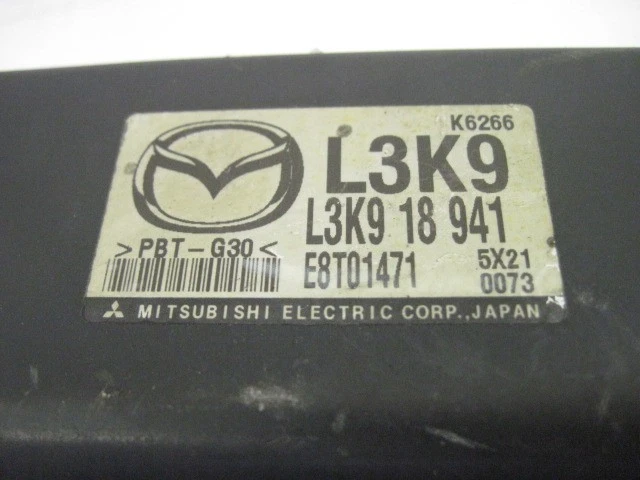 K6266
L3K9
L3K9 18 941
>PBT-G30<
E8T01471 5X21
0073
MITSUBISHI ELECTRIC CORP., JAPAN